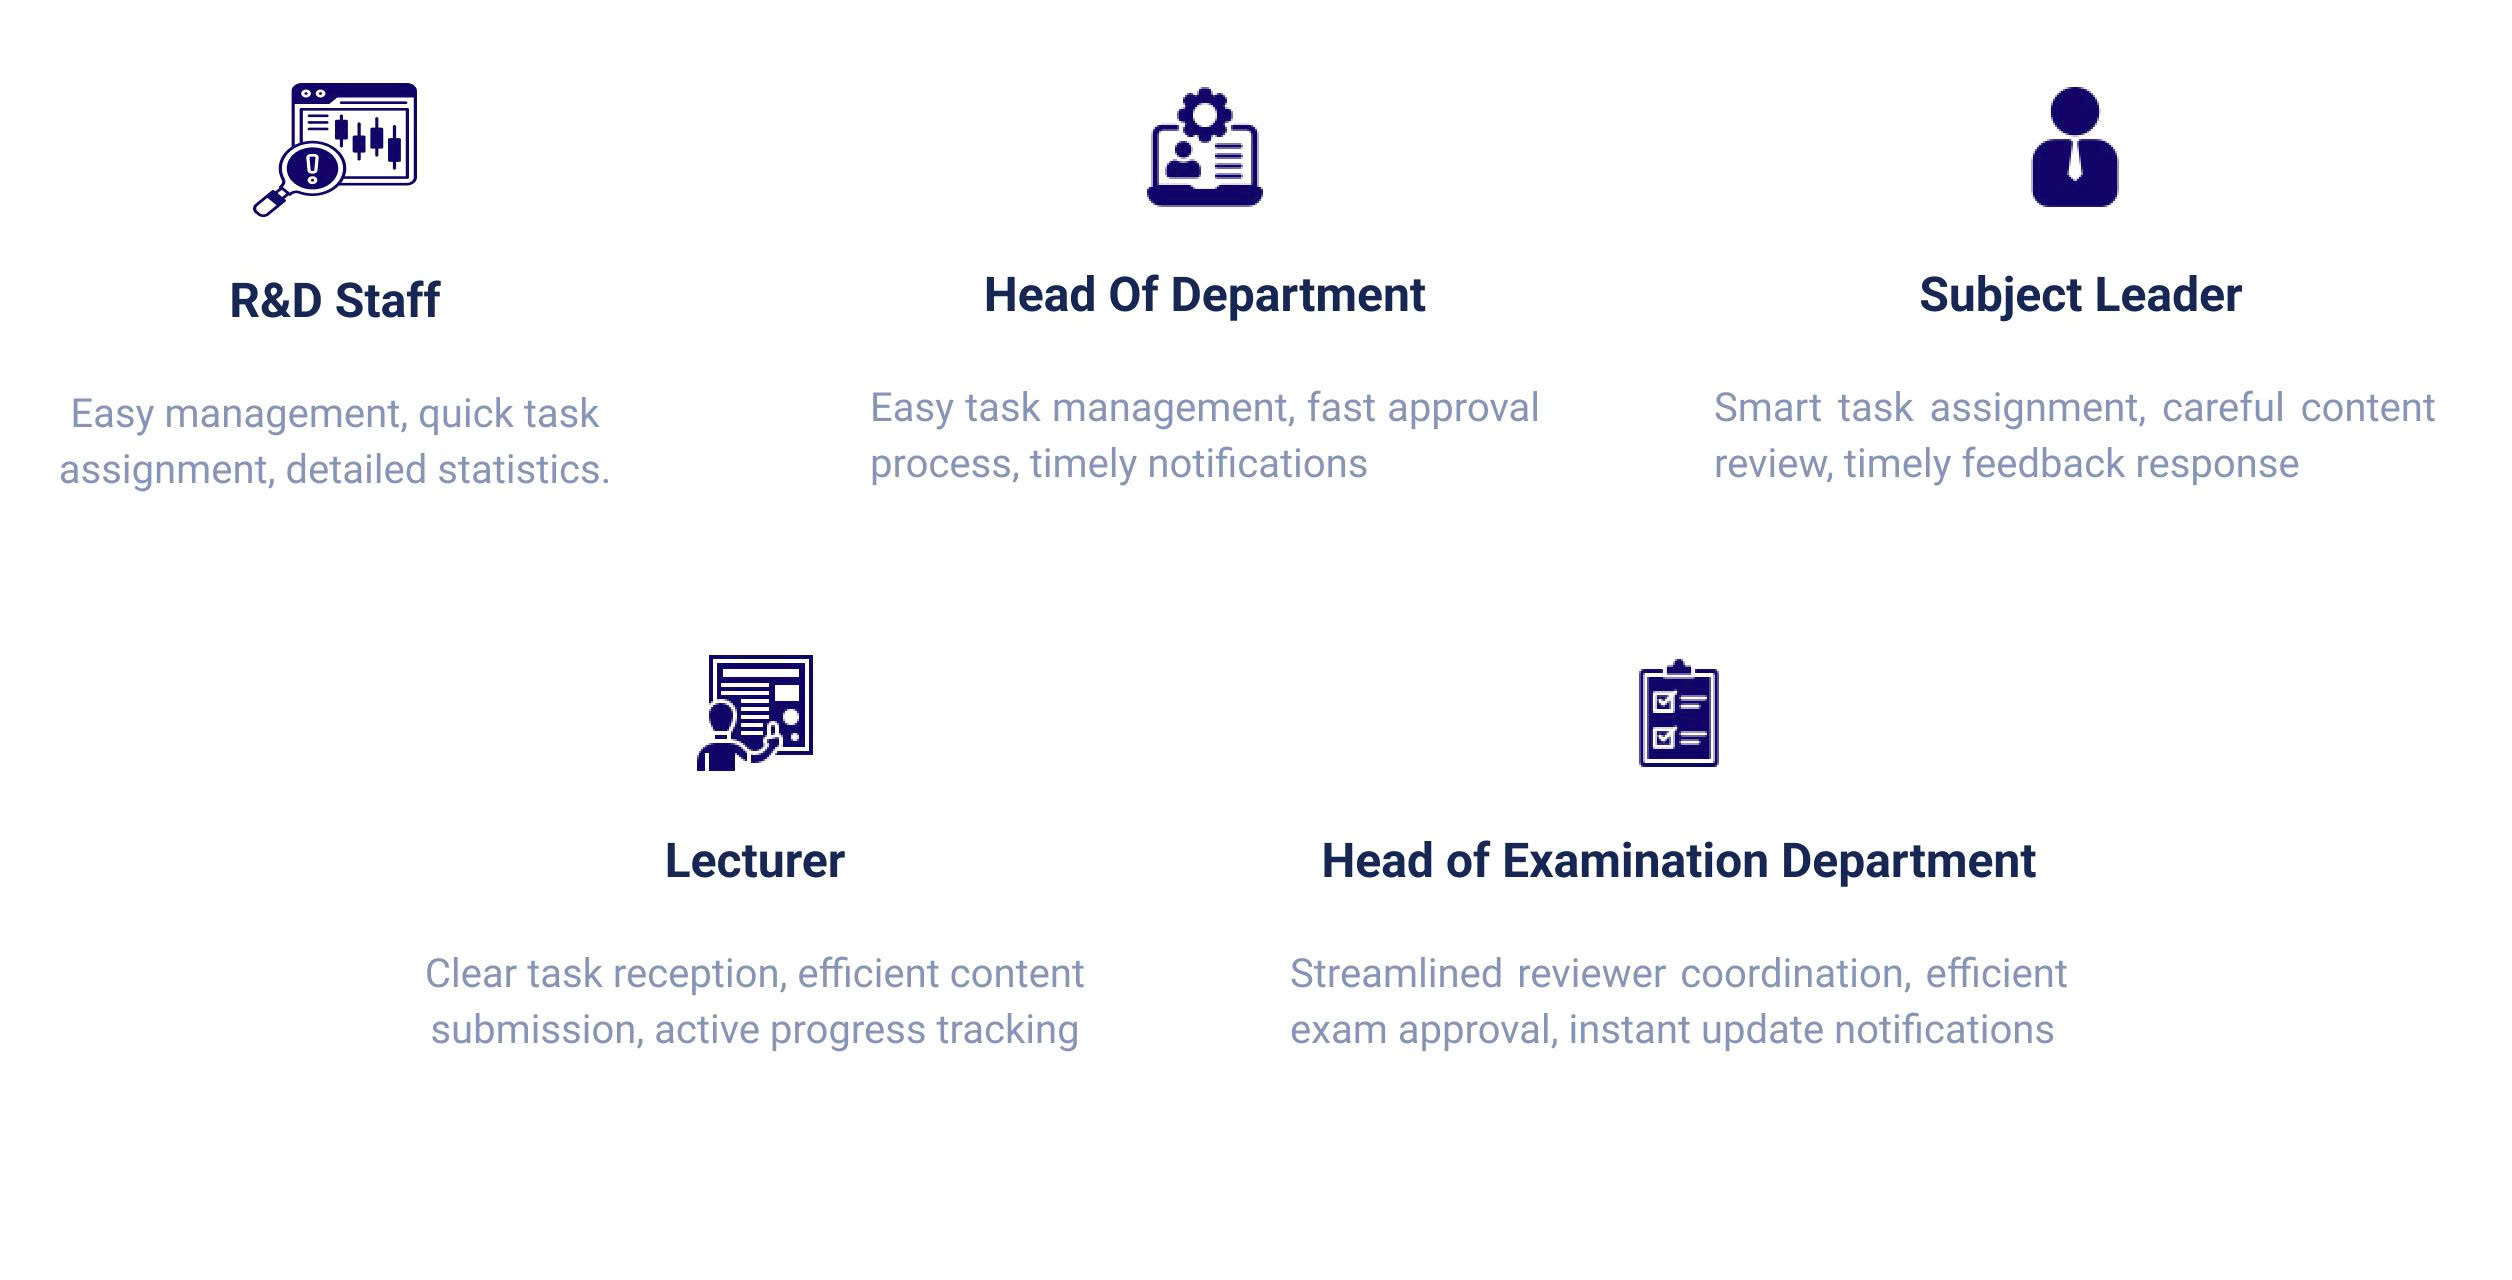 R&D Staff
Easy management, quick task
assignment, detailed statistics.
Head Of Department
Easy task management, fast approval
process, timely notifications
Subject Leader
Smart task assignment, careful content
review, timely feedback response
Lecturer
Clear task reception, efficient content
submission, active progress tracking
Head of Examination Department
Streamlined reviewer coordination, efficient
exam approval, instant update notifications